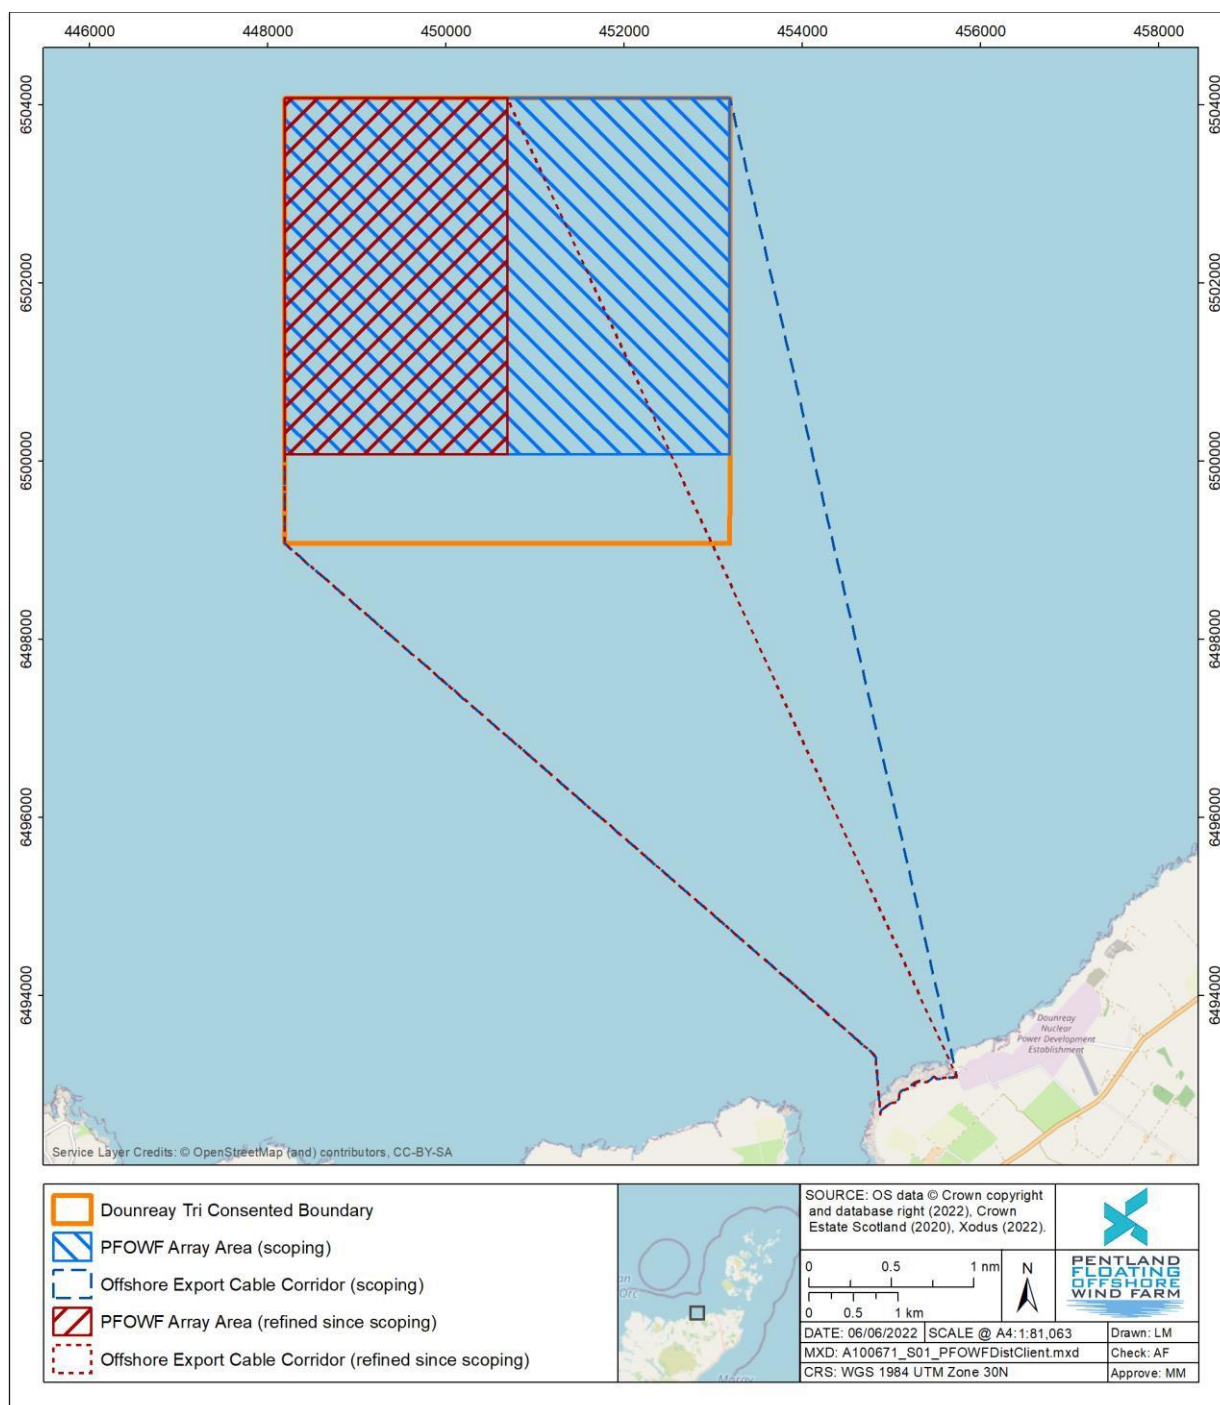 446000 448000 450000 452000 454000 456000 458000
6504000 6504000
6502000 6502000
6500000 6500000
6498000 6498000
6496000 6496000
6494000 6494000
Dounreay
Nuclear
Power Development
Establishment
Service Layer Credits: © OpenStreetMap (and) contributors, CC-BY-SA
Dounreay Tri Consented Boundary
PFOWF Array Area (scoping)
Offshore Export Cable Corridor (scoping)
PFOWF Array Area (refined since scoping)
Offshore Export Cable Corridor (refined since scoping)
Moray
SOURCE: OS data © Crown copyright
and database right (2022), Crown
Estate Scotland (2020), Xodus (2022).
0 0.5 1 nm
0 0.5 1 km
N
DATE: 06/06/2022 SCALE @ A4:1:81,063
MXD: A100671_S01_PFOWFDistClient.mxd
CRS: WGS 1984 UTM Zone 30N
PENTLAND
FLOATING
OFFSHORE
WIND FARM
Drawn: LM
Check: AF
Approve: MM